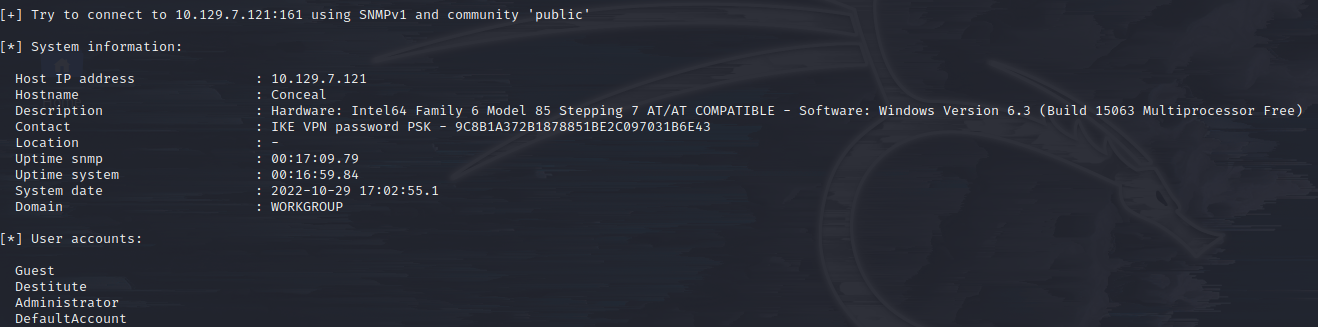 [+] Try to connect to 10.129.7.121:161 using SNMPv1 and community 'public'
[*] System information:
Host IP address : 10.129.7.121
Hostname : Conceal
Description : Hardware: Intel64 Family 6 Model 85 Stepping 7 AT/AT COMPATIBLE - Software: Windows Version 6.3 (Build 15063 Multiprocessor Free)
Contact : IKE VPN password PSK - 9C8B1A372B1878851BE2C097031B6E43
Location : -
Uptime snmp : 00:17:09.79
Uptime system : 00:16:59.84
System date : 2022-10-29 17:02:55.1
Domain : WORKGROUP
[*] User accounts:
Guest
Destitute
Administrator
DefaultAccount